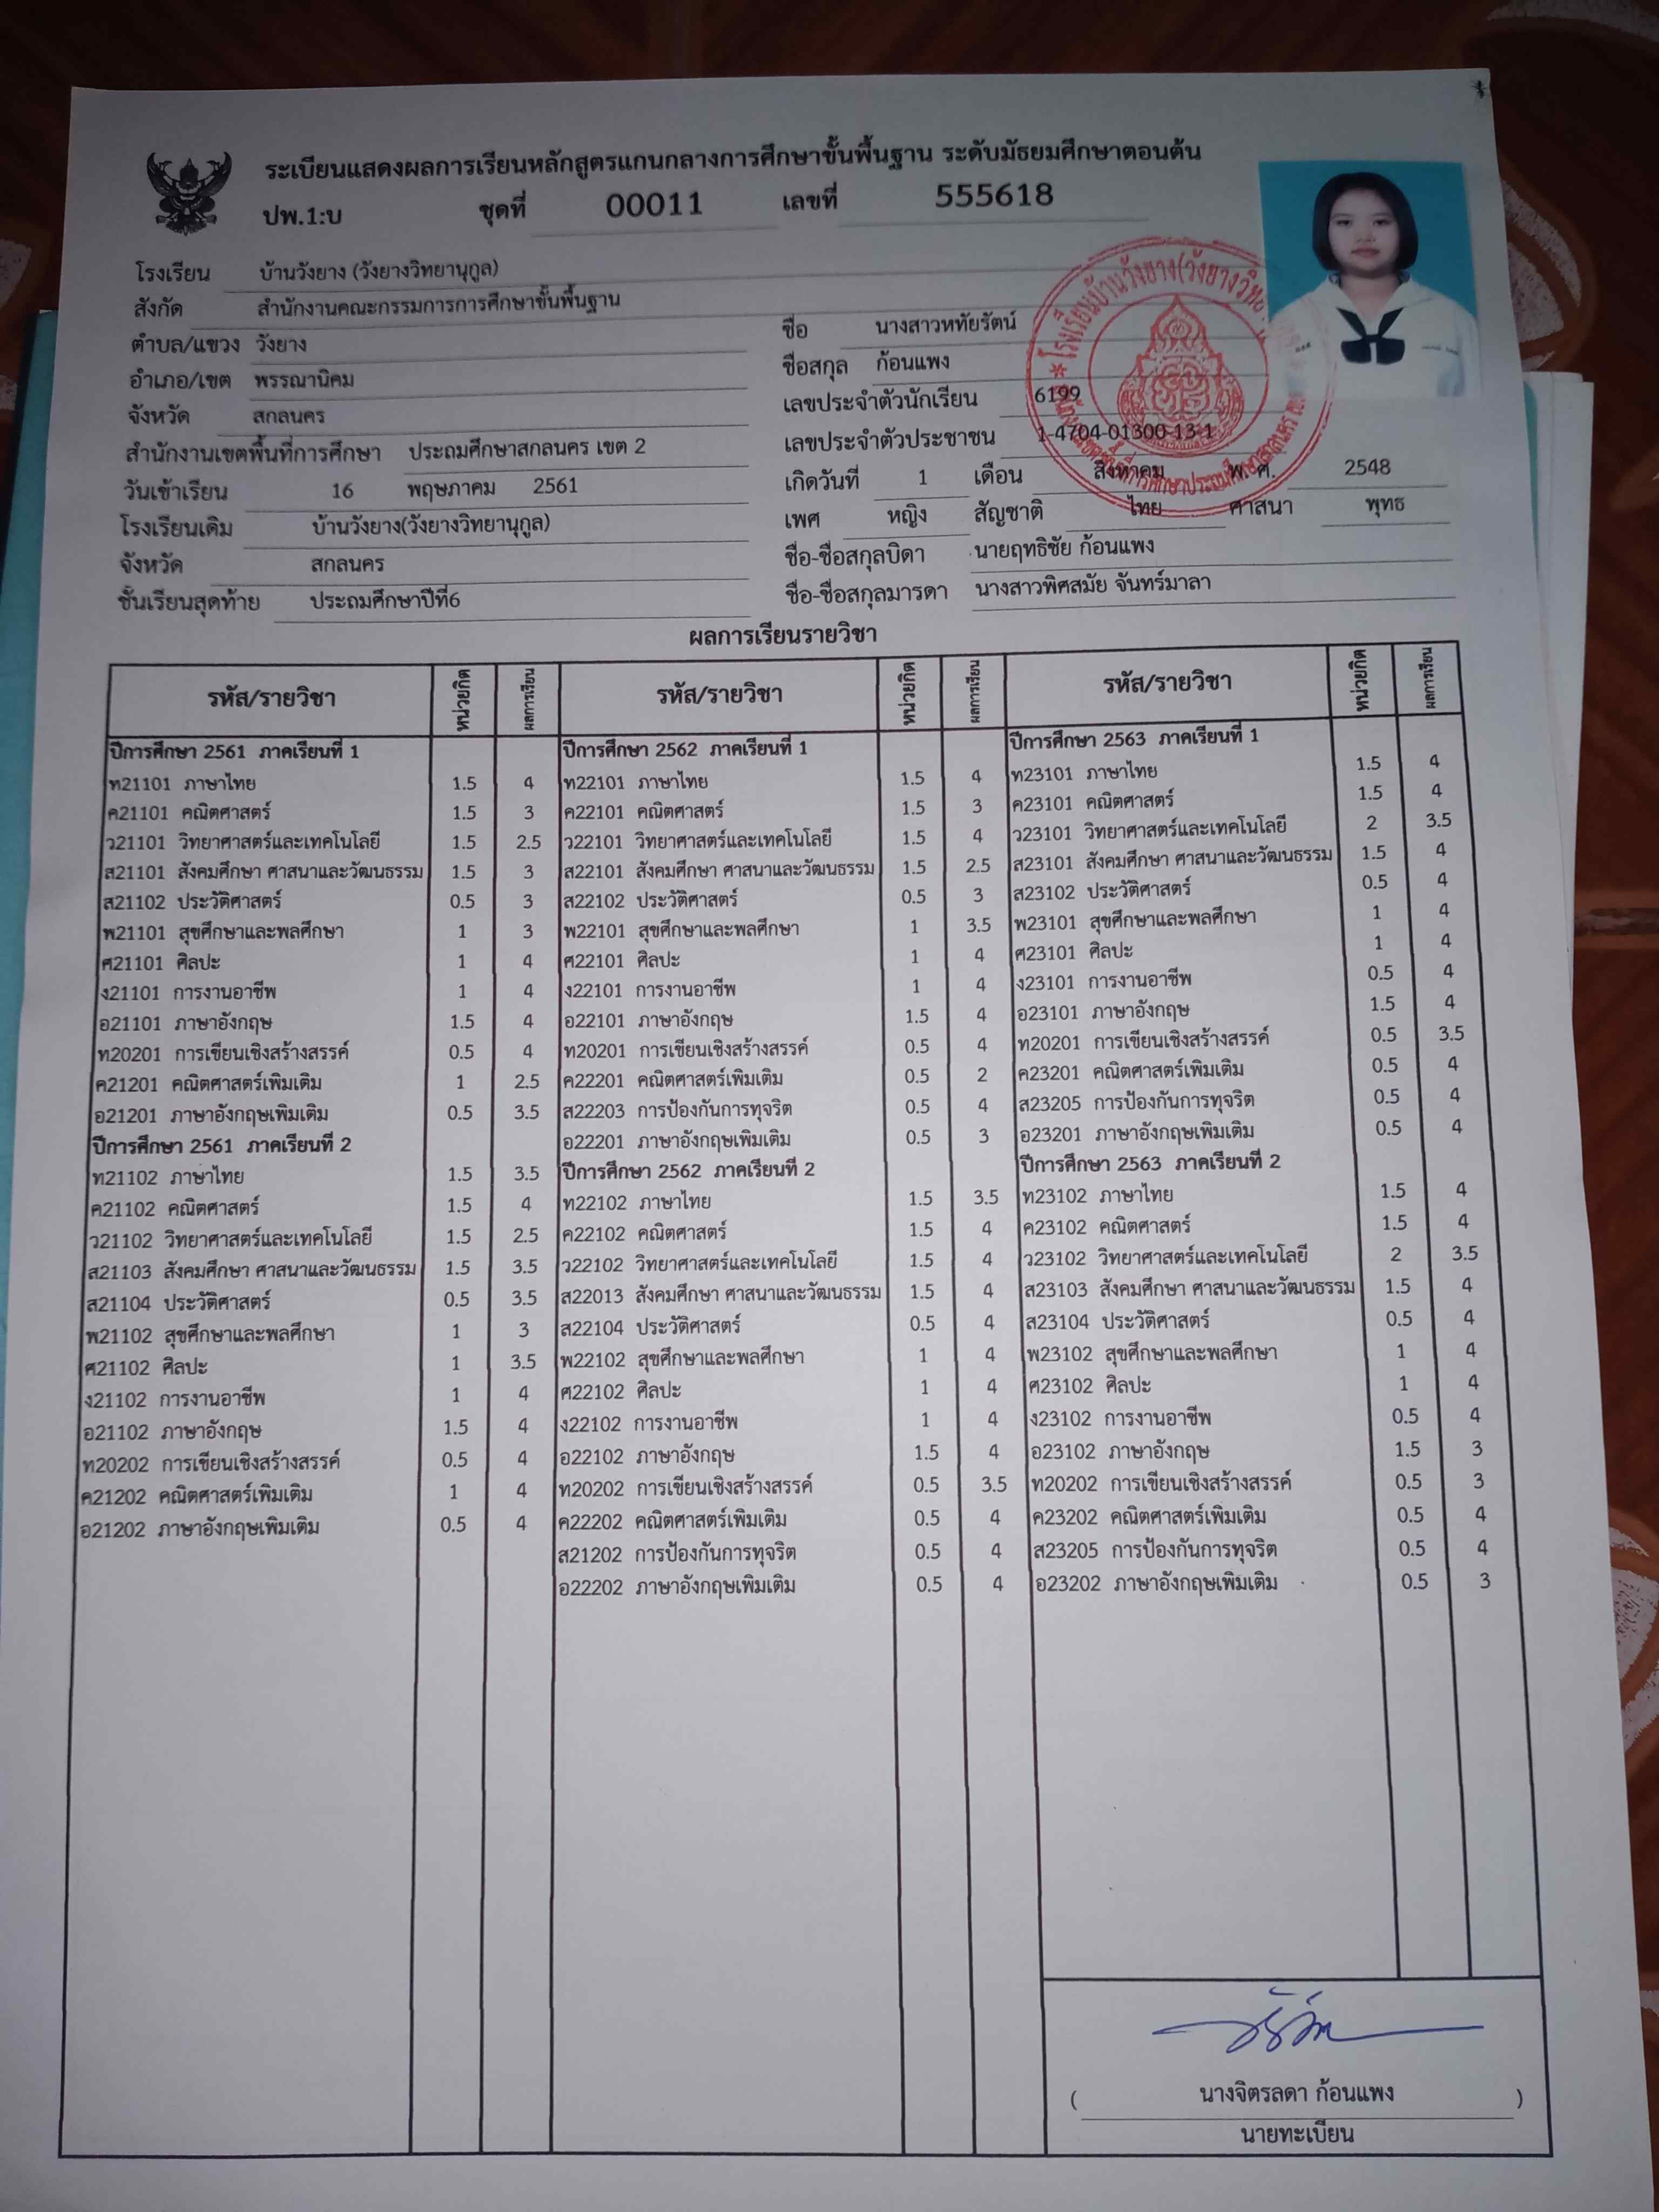 ระเบียนแสดงผลการเรียนหลักสูตรแกนกลางการศึกษาขั้นพื้นฐาน ระดับมัธยมศึกษาตอนต้น
ปพ.1:บ ชุดที่ 00011 เลขที่ 555618
โรงเรียน บ้านวังยาง (วังยางวิทยานุกูล)
สังกัด สำนักงานคณะกรรมการการศึกษาขั้นพื้นฐาน
ตำบล/แขวง วังยาง
อำเภอ/เขต พรรณานิคม
จังหวัด สกลนคร
สำนักงานเขตพื้นที่การศึกษา ประถมศึกษาสกลนคร เขต 2
วันเข้าเรียน 16 พฤษภาคม 2561
โรงเรียนเดิม บ้านวังยาง(วังยางวิทยานุกูล)
จังหวัด สกลนคร
ชั้นเรียนสุดท้าย ประถมศึกษาปีที่6
ชื่อ นางสาวหทัยรัตน์
ชื่อสกุล ก้อนแพง
เลขประจำตัวนักเรียน 6199
เลขประจำตัวประชาชน 1-4704-01300-13-1
เกิดวันที่ 1 เดือน สิงหาคม พ.ศ. 2548
เพศ หญิง สัญชาติ ไทย ศาสนา พุทธ
ชื่อ-ชื่อสกุลบิดา นายฤทธิชัย ก้อนแพง
ชื่อ-ชื่อสกุลมารดา นางสาวพิศสมัย จันทร์มาลา
ผลการเรียนรายวิชา
รหัส/รายวิชา หน่วยกิต ผลการเรียน
ปีการศึกษา 2561 ภาคเรียนที่ 1
ท21101 ภาษาไทย 1.5 4
ค21101 คณิตศาสตร์ 1.5 3
ว21101 วิทยาศาสตร์และเทคโนโลยี 1.5 2.5
ส21101 สังคมศึกษา ศาสนาและวัฒนธรรม 1.5 3
ส21102 ประวัติศาสตร์ 0.5 3
พ21101 สุขศึกษาและพลศึกษา 1 3
ศ21101 ศิลปะ 1 4
ง21101 การงานอาชีพ 1 4
อ21101 ภาษาอังกฤษ 1.5 4
ท20201 การเขียนเชิงสร้างสรรค์ 0.5 4
ค21201 คณิตศาสตร์เพิ่มเติม 1 2.5
อ21201 ภาษาอังกฤษเพิ่มเติม 0.5 3.5
ปีการศึกษา 2561 ภาคเรียนที่ 2
ท21102 ภาษาไทย 1.5 3.5
ค21102 คณิตศาสตร์ 1.5 4
ว21102 วิทยาศาสตร์และเทคโนโลยี 1.5 2.5
ส21103 สังคมศึกษา ศาสนาและวัฒนธรรม 1.5 3.5
ส21104 ประวัติศาสตร์ 0.5 3.5
พ21102 สุขศึกษาและพลศึกษา 1 3
ศ21102 ศิลปะ 1 3.5
ง21102 การงานอาชีพ 1 4
อ21102 ภาษาอังกฤษ 1.5 4
ท20202 การเขียนเชิงสร้างสรรค์ 0.5 4
ค21202 คณิตศาสตร์เพิ่มเติม 1 4
อ21202 ภาษาอังกฤษเพิ่มเติม 0.5 4
รหัส/รายวิชา หน่วยกิต ผลการเรียน
ปีการศึกษา 2562 ภาคเรียนที่ 1
ท22101 ภาษาไทย 1.5 4
ค22101 คณิตศาสตร์ 1.5 3
ว22101 วิทยาศาสตร์และเทคโนโลยี 1.5 4
ส22101 สังคมศึกษา ศาสนาและวัฒนธรรม 1.5 2.5
ส22102 ประวัติศาสตร์ 0.5 3
พ22101 สุขศึกษาและพลศึกษา 1 3.5
ศ22101 ศิลปะ 1 4
ง22101 การงานอาชีพ 1 4
อ22101 ภาษาอังกฤษ 1.5 4
ท20201 การเขียนเชิงสร้างสรรค์ 0.5 4
ค22201 คณิตศาสตร์เพิ่มเติม 0.5 2
ส22203 การป้องกันการทุจริต 0.5 4
อ22201 ภาษาอังกฤษเพิ่มเติม 0.5 3
ปีการศึกษา 2562 ภาคเรียนที่ 2
ท22102 ภาษาไทย 1.5 3.5
ค22102 คณิตศาสตร์ 1.5 4
ว22102 วิทยาศาสตร์และเทคโนโลยี 1.5 4
ส22013 สังคมศึกษา ศาสนาและวัฒนธรรม 1.5 4
ส22104 ประวัติศาสตร์ 0.5 4
พ22102 สุขศึกษาและพลศึกษา 1 4
ศ22102 ศิลปะ 1 4
ง22102 การงานอาชีพ 1 4
อ22102 ภาษาอังกฤษ 1.5 4
ท20202 การเขียนเชิงสร้างสรรค์ 0.5 3.5
ค22202 คณิตศาสตร์เพิ่มเติม 0.5 4
ส21202 การป้องกันการทุจริต 0.5 4
อ22202 ภาษาอังกฤษเพิ่มเติม 0.5 4
รหัส/รายวิชา หน่วยกิต ผลการเรียน
ปีการศึกษา 2563 ภาคเรียนที่ 1
ท23101 ภาษาไทย 1.5 4
ค23101 คณิตศาสตร์ 1.5 4
ว23101 วิทยาศาสตร์และเทคโนโลยี 2 3.5
ส23101 สังคมศึกษา ศาสนาและวัฒนธรรม 1.5 4
ส23102 ประวัติศาสตร์ 0.5 4
พ23101 สุขศึกษาและพลศึกษา 1 4
ศ23101 ศิลปะ 1 4
ง23101 การงานอาชีพ 0.5 4
อ23101 ภาษาอังกฤษ 1.5 4
ท20201 การเขียนเชิงสร้างสรรค์ 0.5 3.5
ค23201 คณิตศาสตร์เพิ่มเติม 0.5 4
ส23205 การป้องกันการทุจริต 0.5 4
อ23201 ภาษาอังกฤษเพิ่มเติม 0.5 4
ปีการศึกษา 2563 ภาคเรียนที่ 2
ท23102 ภาษาไทย 1.5 4
ค23102 คณิตศาสตร์ 1.5 4
ว23102 วิทยาศาสตร์และเทคโนโลยี 2 3.5
ส23103 สังคมศึกษา ศาสนาและวัฒนธรรม 1.5 4
ส23104 ประวัติศาสตร์ 0.5 4
พ23102 สุขศึกษาและพลศึกษา 1 4
ศ23102 ศิลปะ 1 4
ง23102 การงานอาชีพ 0.5 4
อ23102 ภาษาอังกฤษ 1.5 3
ท20202 การเขียนเชิงสร้างสรรค์ 0.5 3
ค23202 คณิตศาสตร์เพิ่มเติม 0.5 4
ส23205 การป้องกันการทุจริต 0.5 4
อ23202 ภาษาอังกฤษเพิ่มเติม 0.5 3
( นางจิตรลดา ก้อนแพง )
นายทะเบียน